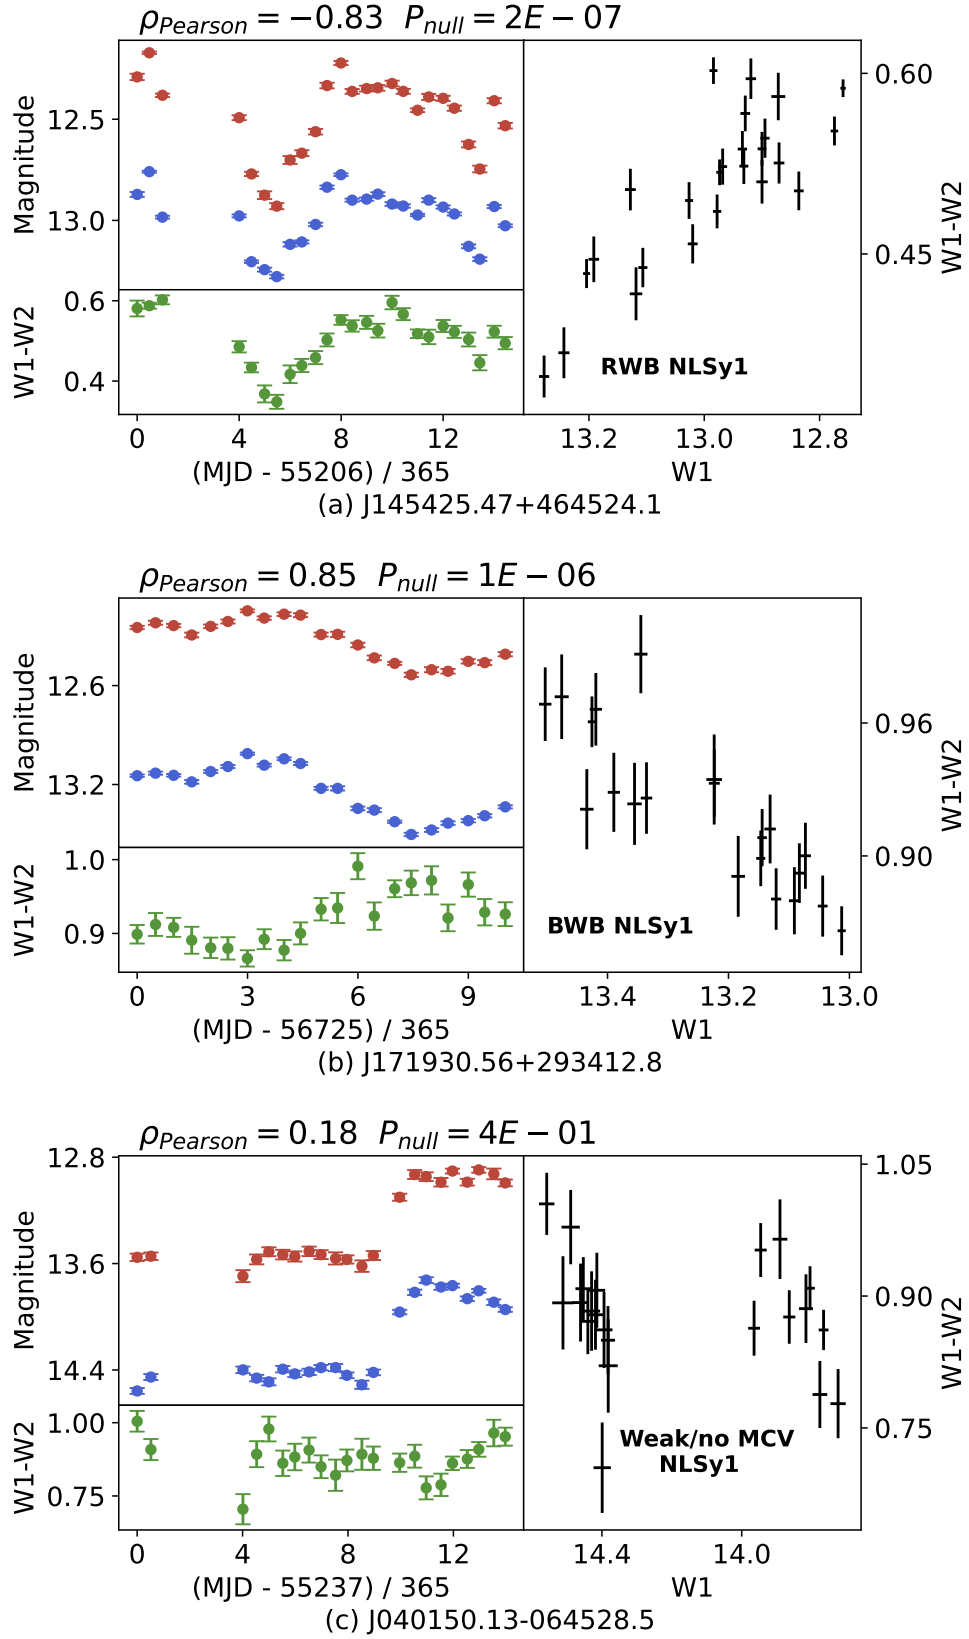 ρPearson = −0.83 Pnull = 2E − 07
Magnitude
12.5
13.0
W1-W2
0.6
0.4
0 4 8 12
(MJD - 55206) / 365
0.60
0.45
W1-W2
RWB NLSy1
13.2 13.0 12.8
W1
(a) J145425.47+464524.1
ρPearson = 0.85 Pnull = 1E − 06
Magnitude
12.6
13.2
W1-W2
1.0
0.9
0 3 6 9
(MJD - 56725) / 365
0.96
0.90
W1-W2
BWB NLSy1
13.4 13.2 13.0
W1
(b) J171930.56+293412.8
ρPearson = 0.18 Pnull = 4E − 01
Magnitude
12.8
13.6
14.4
W1-W2
1.00
0.75
0 4 8 12
(MJD - 55237) / 365
1.05
0.90
0.75
W1-W2
Weak/no MCV
NLSy1
14.4 14.0
W1
(c) J040150.13-064528.5